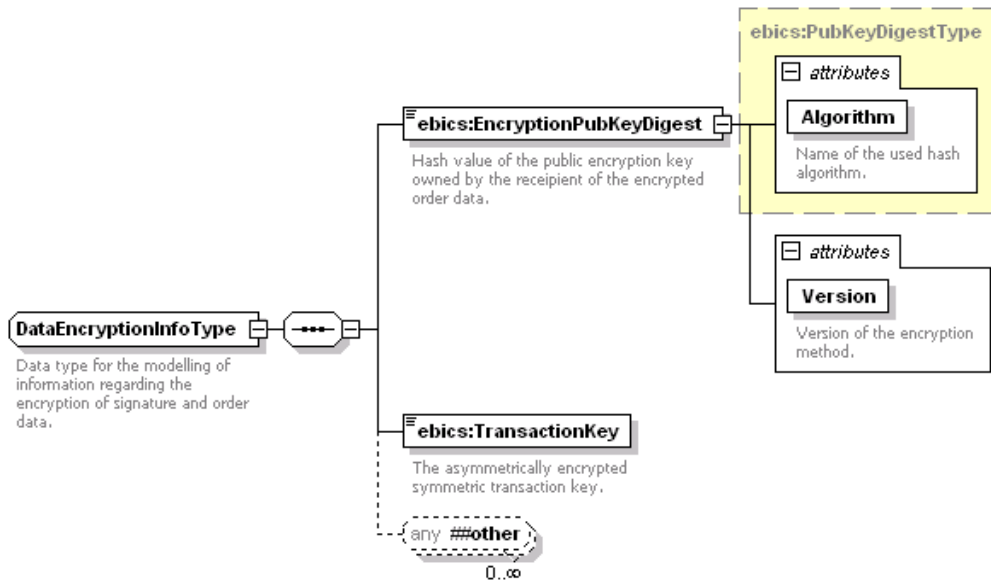 ebics:PubKeyDigestType
attributes
Algorithm
Name of the used hash
algorithm.
ebics:EncryptionPubKeyDigest
Hash value of the public encryption key
owned by the receipient of the encrypted
order data.
attributes
Version
Version of the encryption
method.
DataEncryptionInfoType
Data type for the modelling of
information regarding the
encryption of signature and order
data.
ebics:TransactionKey
The asymmetrically encrypted
symmetric transaction key.
any ##other
0..∞